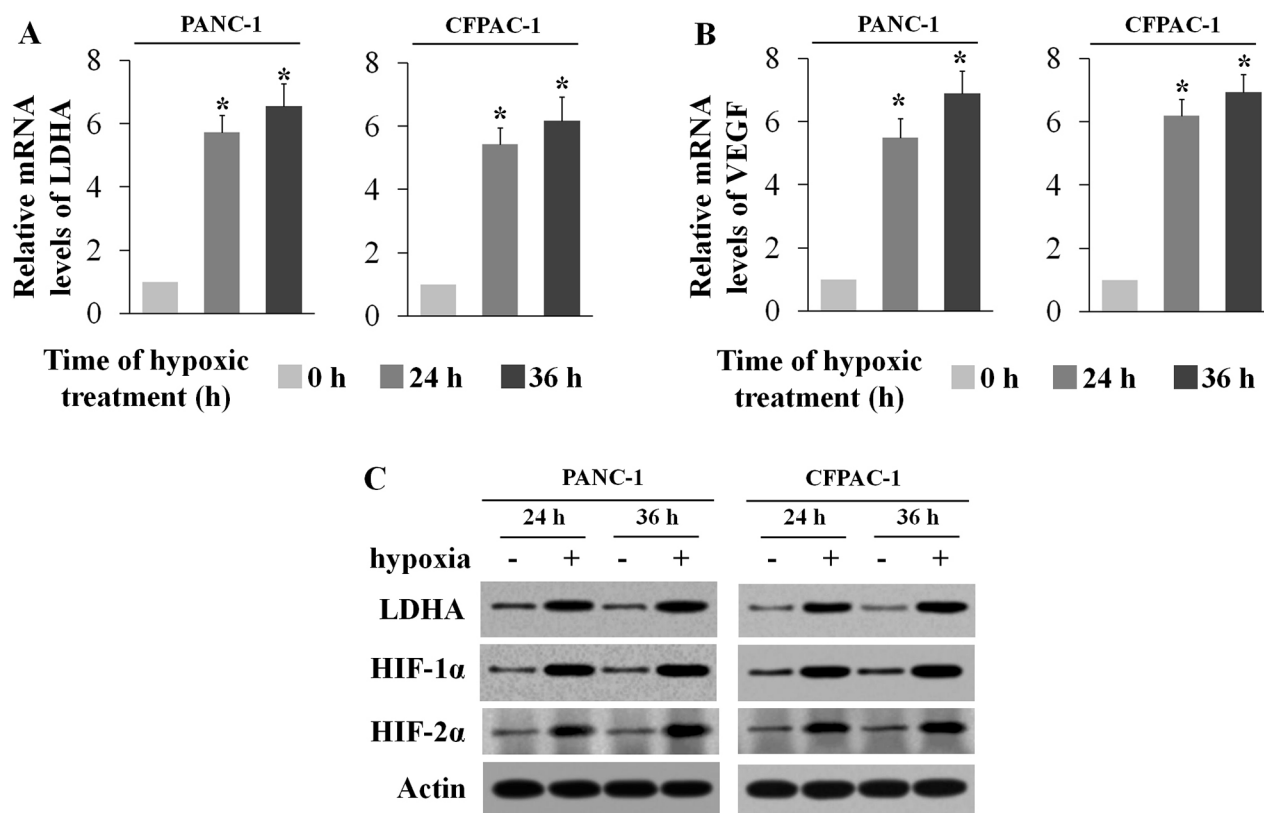 A
PANC-1
CFPAC-1
Relative mRNA
levels of LDHA
8
6
4
2
0
*
*
8
6
4
2
0
*
*
Time of hypoxic
treatment (h)
0 h
24 h
36 h
B
PANC-1
CFPAC-1
Relative mRNA
levels of VEGF
8
6
4
2
0
*
*
8
6
4
2
0
*
*
Time of hypoxic
treatment (h)
0 h
24 h
36 h
C
PANC-1
CFPAC-1
24 h 36 h 24 h 36 h
hypoxia - + - + - + - +
LDHA
HIF-1α
HIF-2α
Actin